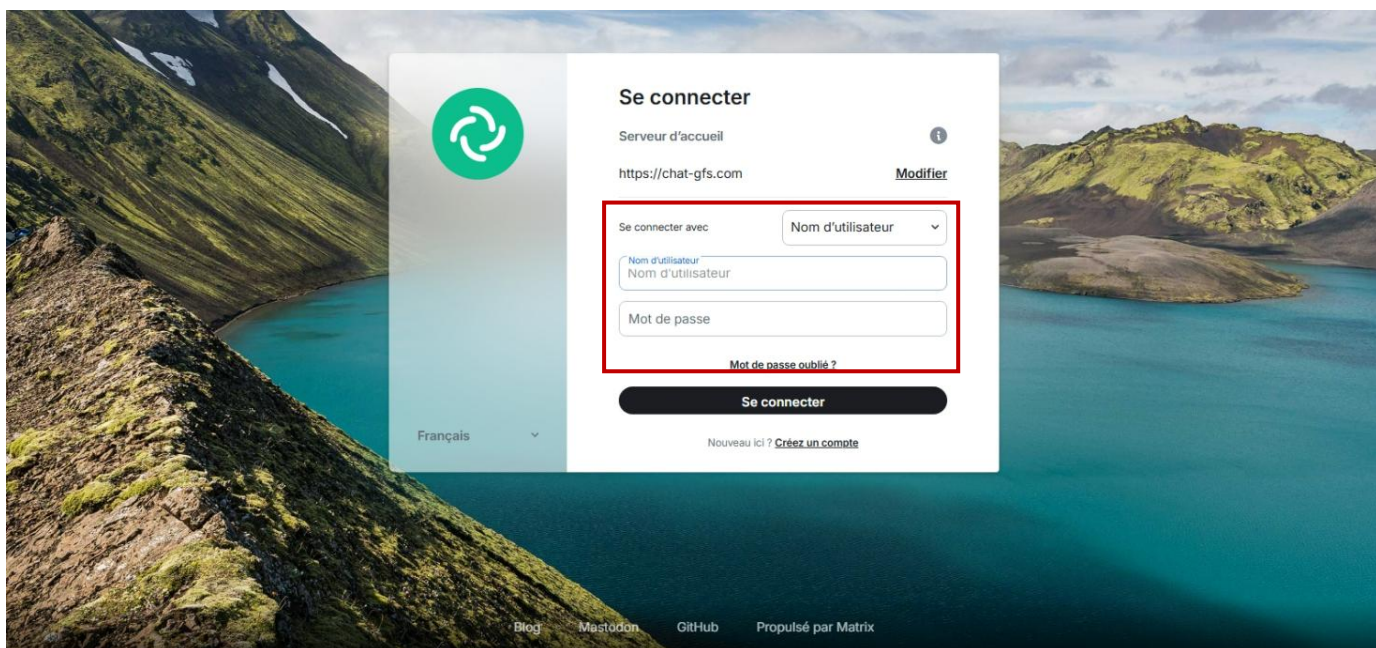 Se connecter
Serveur d’accueil
https://chat-gfs.com Modifier
Se connecter avec Nom d’utilisateur
Nom d’utilisateur
Nom d’utilisateur
Mot de passe
Mot de passe oublié ?
Se connecter
Français
Nouveau ici ? Créez un compte
Blog Mastodon GitHub Propulsé par Matrix